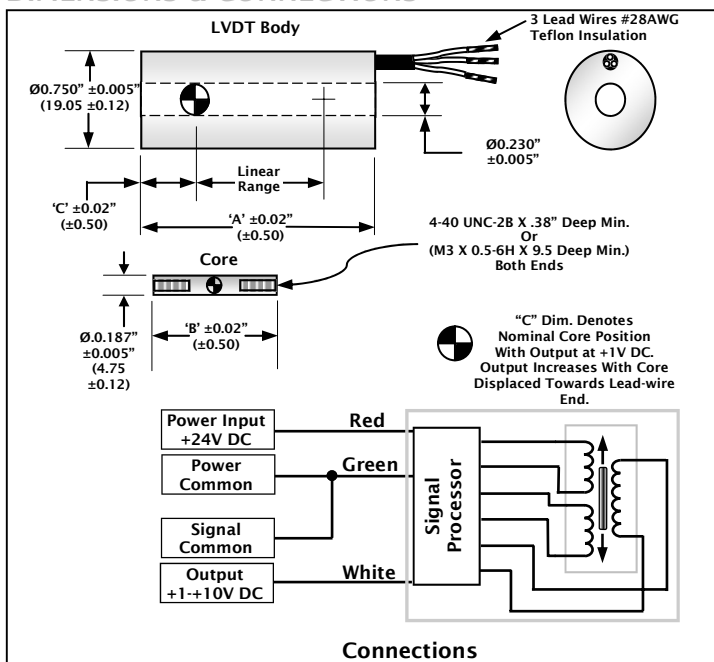 LVDT Body
3 Lead Wires #28AWG
Teflon Insulation
Ø0.750” ±0.005”
(19.05 ±0.12)
Ø0.230”
±0.005”
Linear
Range
‘C’ ±0.02”
(±0.50)
‘A’ ±0.02”
(±0.50)
4-40 UNC-2B X .38” Deep Min.
Or
(M3 X 0.5-6H X 9.5 Deep Min.)
Both Ends
Core
Ø.0.187”
±0.005”
(4.75
±0.12)
‘B’ ±0.02”
(±0.50)
“C” Dim. Denotes
Nominal Core Position
With Output at +1V DC.
Output Increases With Core
Displaced Towards Lead-wire
End.
Power Input
+24V DC
Red
Power
Common
Green
Signal
Common
Output
+1-+10V DC
White
Signal
Processor
Connections